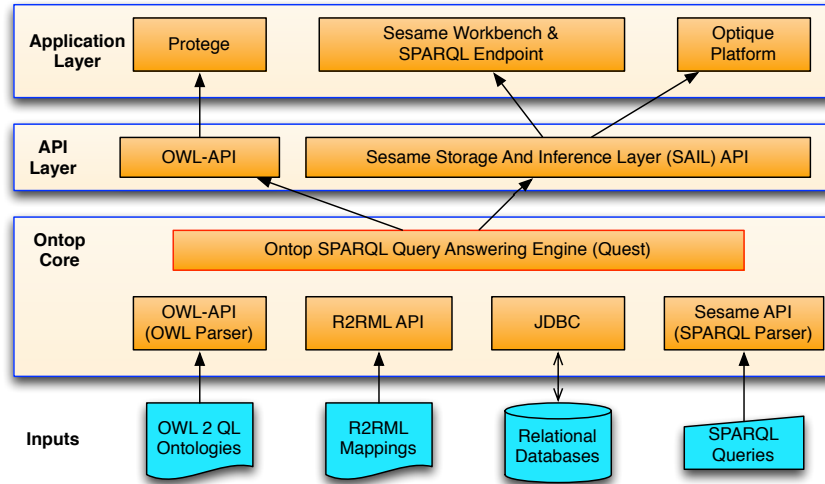 Application
Layer
Protege
Sesame Workbench &
SPARQL Endpoint
Optique
Platform
API
Layer
OWL-API
Sesame Storage And Inference Layer (SAIL) API
Ontop
Core
Ontop SPARQL Query Answering Engine (Quest)
OWL-API
(OWL Parser)
R2RML API
JDBC
Sesame API
(SPARQL Parser)
Inputs
OWL 2 QL
Ontologies
R2RML
Mappings
Relational
Databases
SPARQL
Queries